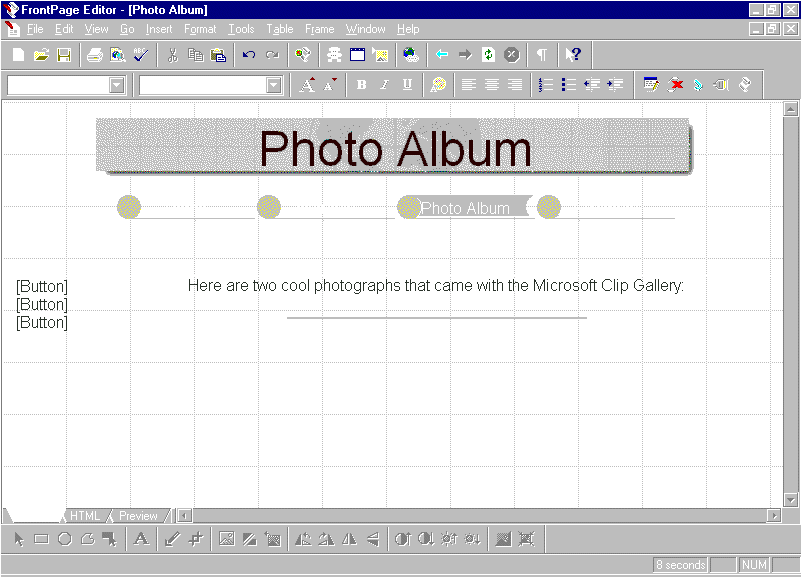 FrontPage Editor - [Photo Album]
File Edit View Go Insert Format Tools Table Frame Window Help
A A B I U
Photo Album
Photo Album
[Button]
[Button]
[Button]
Here are two cool photographs that came with the Microsoft Clip Gallery:
HTML Preview
A
8 seconds NUM